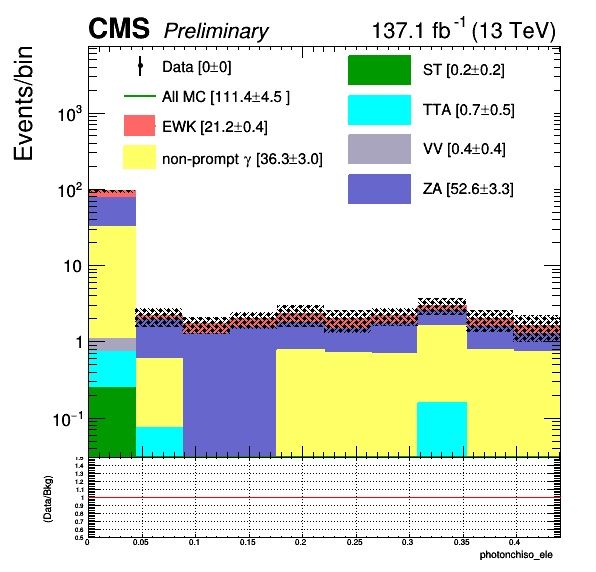 CMS Preliminary 137.1 fb⁻¹ (13 TeV)
Events/bin
Data [0±0]
All MC [111.4±4.5 ]
EWK [21.2±0.4]
non-prompt γ [36.3±3.0]
ST [0.2±0.2]
TTA [0.7±0.5]
VV [0.4±0.4]
ZA [52.6±3.3]
10³
10²
10
1
10⁻¹
(Data/Bkg)
1.5
1.4
1.3
1.2
1.1
1
0.9
0.8
0.7
0.6
0.5
0 0.05 0.1 0.15 0.2 0.25 0.3 0.35 0.4
photonchiso_ele